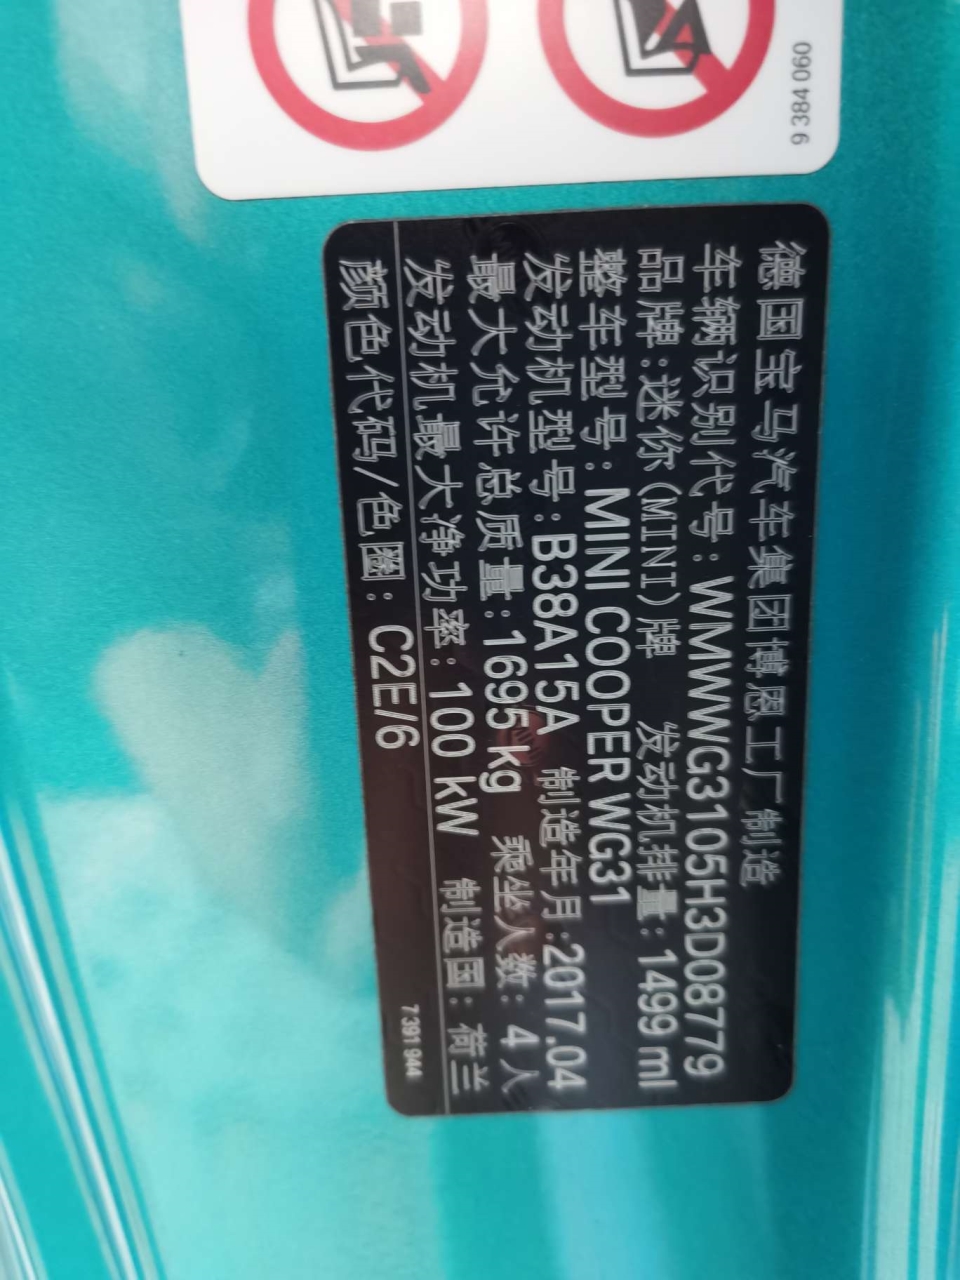 9 384 060
德国宝马汽车集团博恩工厂制造
车辆识别代号: WMWWG3105H3D08779
品牌:迷你(MINI)牌 发动机排量: 1499 ml
整车型号: MINI COOPER WG31
发动机型号: B38A15A 制造年月:2017.04
最大允许总质量: 1695 kg 乘坐人数: 4 人
发动机最大净功率: 100 kW 制造国: 荷兰
颜色代码/色圈: C2E/6
7 391 944